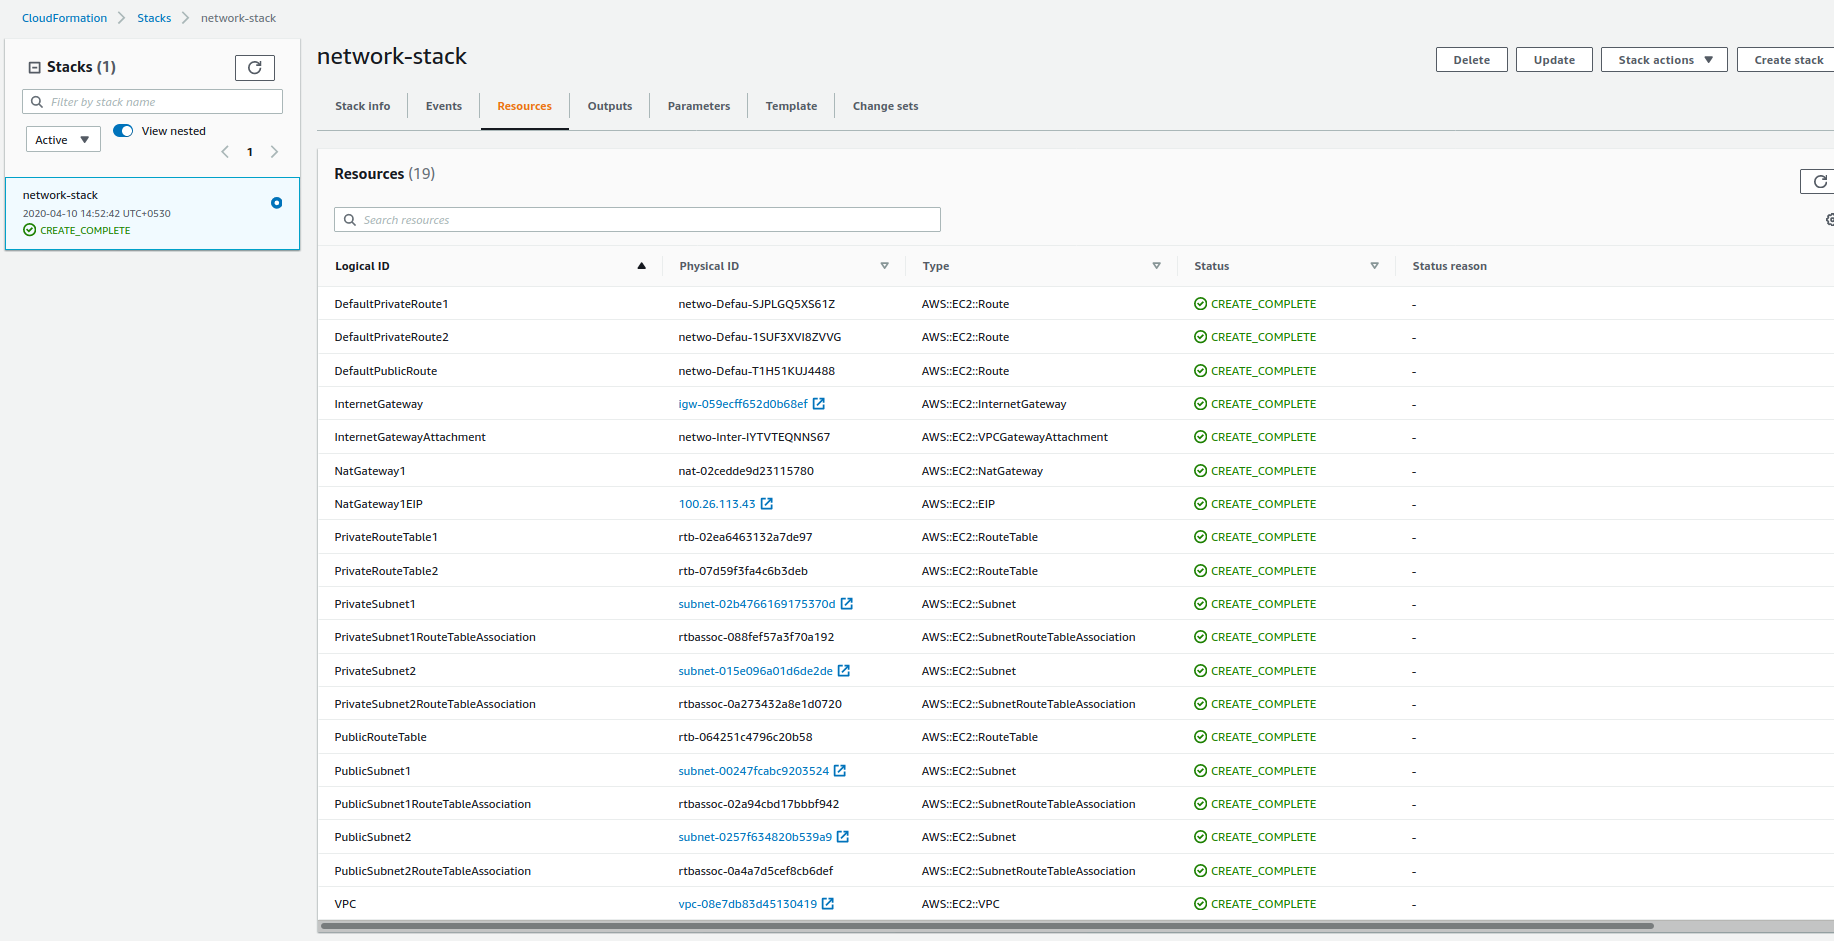 CloudFormation > Stacks > network-stack
Stacks (1)
Filter by stack name
Active
View nested
1
network-stack
2020-04-10 14:52:42 UTC+0530
CREATE_COMPLETE
network-stack
Delete Update Stack actions Create stack
Stack info Events Resources Outputs Parameters Template Change sets
Resources (19)
Search resources
Logical ID Physical ID Type Status Status reason
DefaultPrivateRoute1 netwo-Defau-SJPLGQ5XS61Z AWS::EC2::Route CREATE_COMPLETE -
DefaultPrivateRoute2 netwo-Defau-1SUF3XVI8ZVVG AWS::EC2::Route CREATE_COMPLETE -
DefaultPublicRoute netwo-Defau-T1H51KUJ4488 AWS::EC2::Route CREATE_COMPLETE -
InternetGateway igw-059ecff652d0b68ef AWS::EC2::InternetGateway CREATE_COMPLETE -
InternetGatewayAttachment netwo-Inter-IYTVTEQNNS67 AWS::EC2::VPCGatewayAttachment CREATE_COMPLETE -
NatGateway1 nat-02cedde9d23115780 AWS::EC2::NatGateway CREATE_COMPLETE -
NatGateway1EIP 100.26.113.43 AWS::EC2::EIP CREATE_COMPLETE -
PrivateRouteTable1 rtb-02ea6463132a7de97 AWS::EC2::RouteTable CREATE_COMPLETE -
PrivateRouteTable2 rtb-07d59f3fa4c6b3deb AWS::EC2::RouteTable CREATE_COMPLETE -
PrivateSubnet1 subnet-02b4766169175370d AWS::EC2::Subnet CREATE_COMPLETE -
PrivateSubnet1RouteTableAssociation rtbassoc-088fef57a3f70a192 AWS::EC2::SubnetRouteTableAssociation CREATE_COMPLETE -
PrivateSubnet2 subnet-015e096a01d6de2de AWS::EC2::Subnet CREATE_COMPLETE -
PrivateSubnet2RouteTableAssociation rtbassoc-0a273432a8e1d0720 AWS::EC2::SubnetRouteTableAssociation CREATE_COMPLETE -
PublicRouteTable rtb-064251c4796c20b58 AWS::EC2::RouteTable CREATE_COMPLETE -
PublicSubnet1 subnet-00247fcabc9203524 AWS::EC2::Subnet CREATE_COMPLETE -
PublicSubnet1RouteTableAssociation rtbassoc-02a94cbd17bbbf942 AWS::EC2::SubnetRouteTableAssociation CREATE_COMPLETE -
PublicSubnet2 subnet-0257f634820b539a9 AWS::EC2::Subnet CREATE_COMPLETE -
PublicSubnet2RouteTableAssociation rtbassoc-0a4a7d5cef8cb6def AWS::EC2::SubnetRouteTableAssociation CREATE_COMPLETE -
VPC vpc-08e7db83d45130419 AWS::EC2::VPC CREATE_COMPLETE -